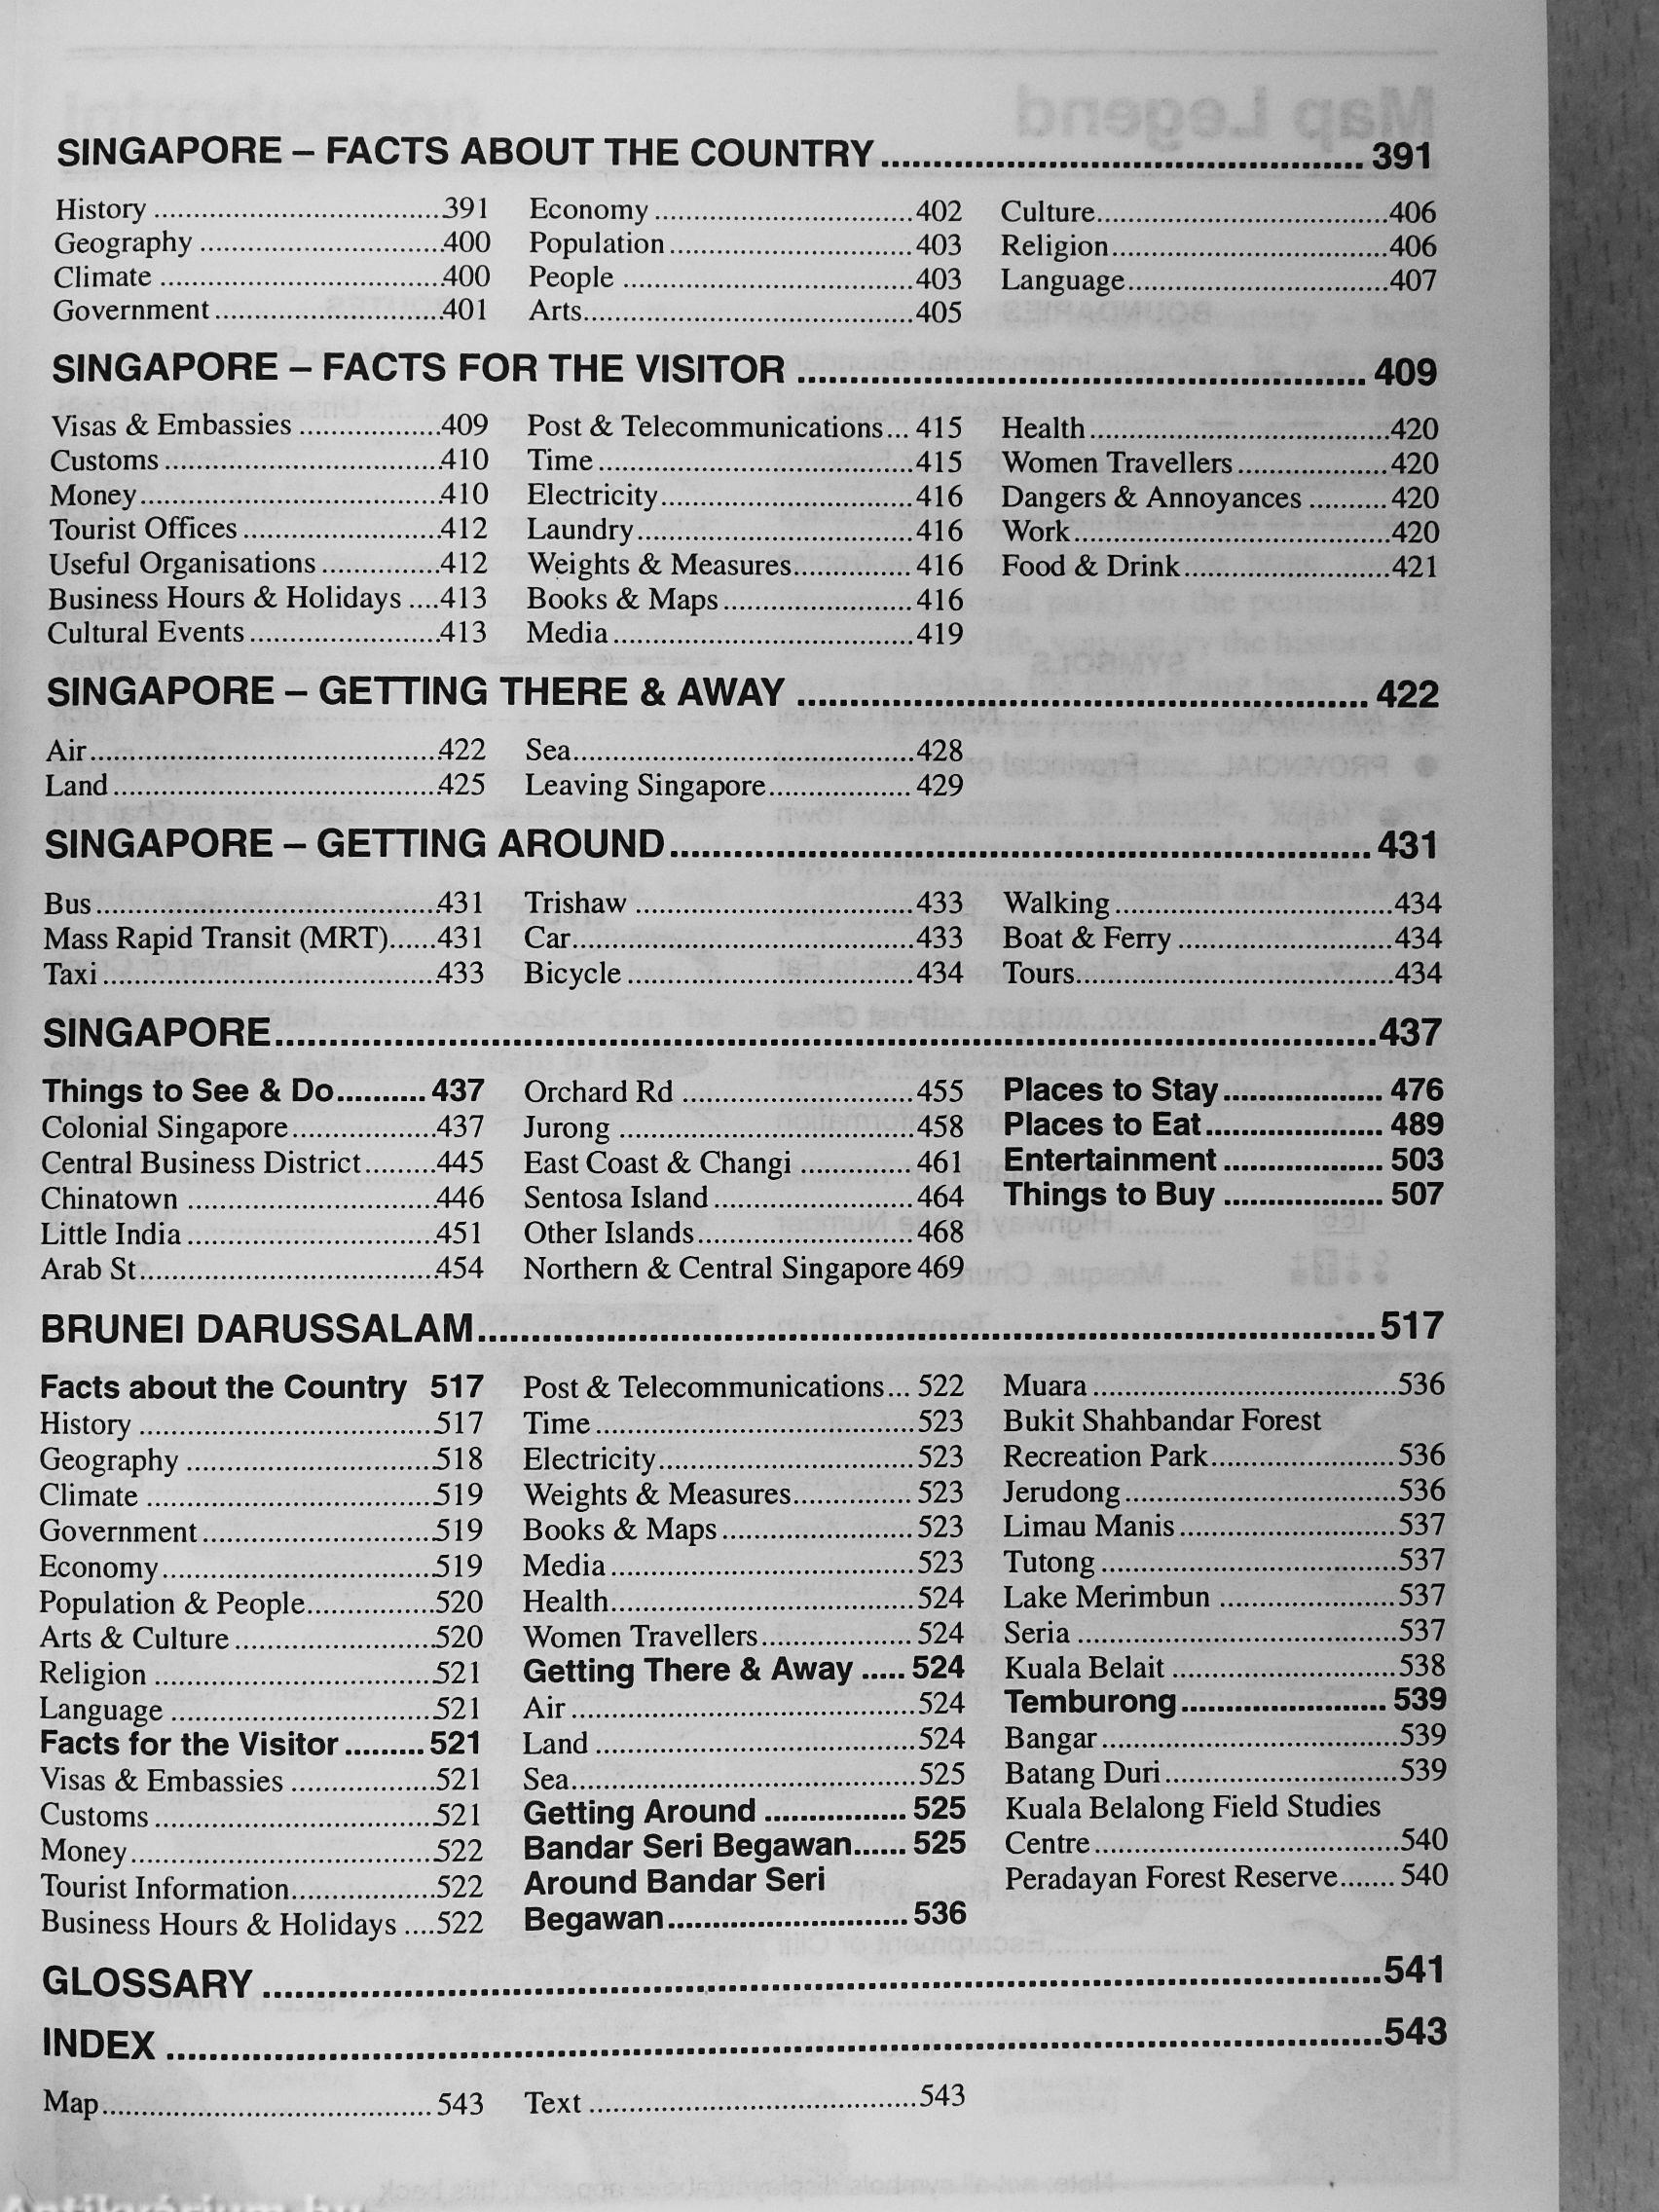 SINGAPORE – FACTS ABOUT THE COUNTRY 391
History 391
Geography 400
Climate 400
Government 401
Economy 402
Population 403
People 403
Arts 405
Culture 406
Religion 406
Language 407
SINGAPORE – FACTS FOR THE VISITOR 409
Visas & Embassies 409
Customs 410
Money 410
Tourist Offices 412
Useful Organisations 412
Business Hours & Holidays 413
Cultural Events 413
Post & Telecommunications 415
Time 415
Electricity 416
Laundry 416
Weights & Measures 416
Books & Maps 416
Media 419
Health 420
Women Travellers 420
Dangers & Annoyances 420
Work 420
Food & Drink 421
SINGAPORE – GETTING THERE & AWAY 422
Air 422
Land 425
Sea 428
Leaving Singapore 429
SINGAPORE – GETTING AROUND 431
Bus 431
Mass Rapid Transit (MRT) 431
Taxi 433
Trishaw 433
Car 433
Bicycle 434
Walking 434
Boat & Ferry 434
Tours 434
SINGAPORE 437
Things to See & Do 437
Colonial Singapore 437
Central Business District 445
Chinatown 446
Little India 451
Arab St 454
Orchard Rd 455
Jurong 458
East Coast & Changi 461
Sentosa Island 464
Other Islands 468
Northern & Central Singapore 469
Places to Stay 476
Places to Eat 489
Entertainment 503
Things to Buy 507
BRUNEI DARUSSALAM 517
Facts about the Country 517
History 517
Geography 518
Climate 519
Government 519
Economy 519
Population & People 520
Arts & Culture 520
Religion 521
Language 521
Facts for the Visitor 521
Visas & Embassies 521
Customs 521
Money 522
Tourist Information 522
Business Hours & Holidays 522
Post & Telecommunications 522
Time 523
Electricity 523
Weights & Measures 523
Books & Maps 523
Media 523
Health 524
Women Travellers 524
Getting There & Away 524
Air 524
Land 524
Sea 525
Getting Around 525
Bandar Seri Begawan 525
Around Bandar Seri
Begawan 536
Muara 536
Bukit Shahbandar Forest
Recreation Park 536
Jerudong 536
Limau Manis 537
Tutong 537
Lake Merimbun 537
Seria 537
Kuala Belait 538
Temburong 539
Bangar 539
Batang Duri 539
Kuala Belalong Field Studies
Centre 540
Peradayan Forest Reserve 540
GLOSSARY 541
INDEX 543
Map 543
Text 543